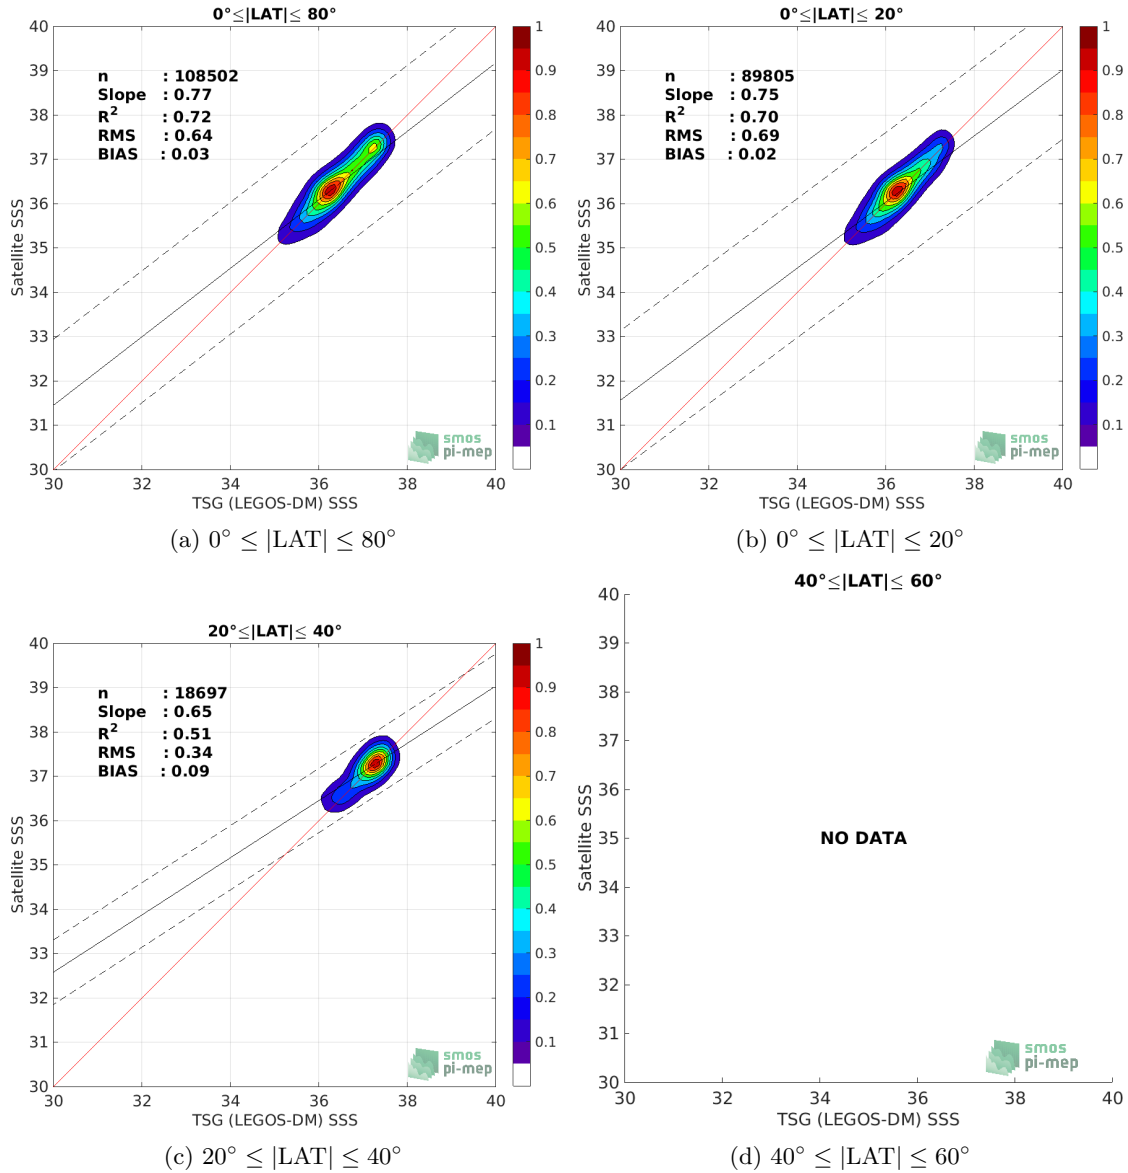 0°≤|LAT|≤ 80°
40
39
38
37
36
35
34
33
32
31
30
30
32
34
36
38
40
Satellite SSS
TSG (LEGOS-DM) SSS
n : 108502
Slope : 0.77
R² : 0.72
RMS : 0.64
BIAS : 0.03
smos
pi-mep
1
0.9
0.8
0.7
0.6
0.5
0.4
0.3
0.2
0.1
(a) 0° ≤ |LAT| ≤ 80°
0°≤|LAT|≤ 20°
40
39
38
37
36
35
34
33
32
31
30
30
32
34
36
38
40
Satellite SSS
TSG (LEGOS-DM) SSS
n : 89805
Slope : 0.75
R² : 0.70
RMS : 0.69
BIAS : 0.02
smos
pi-mep
1
0.9
0.8
0.7
0.6
0.5
0.4
0.3
0.2
0.1
(b) 0° ≤ |LAT| ≤ 20°
20°≤|LAT|≤ 40°
40
39
38
37
36
35
34
33
32
31
30
30
32
34
36
38
40
Satellite SSS
TSG (LEGOS-DM) SSS
n : 18697
Slope : 0.65
R² : 0.51
RMS : 0.34
BIAS : 0.09
smos
pi-mep
1
0.9
0.8
0.7
0.6
0.5
0.4
0.3
0.2
0.1
(c) 20° ≤ |LAT| ≤ 40°
40°≤|LAT|≤ 60°
40
39
38
37
36
35
34
33
32
31
30
30
32
34
36
38
40
Satellite SSS
TSG (LEGOS-DM) SSS
NO DATA
smos
pi-mep
(d) 40° ≤ |LAT| ≤ 60°